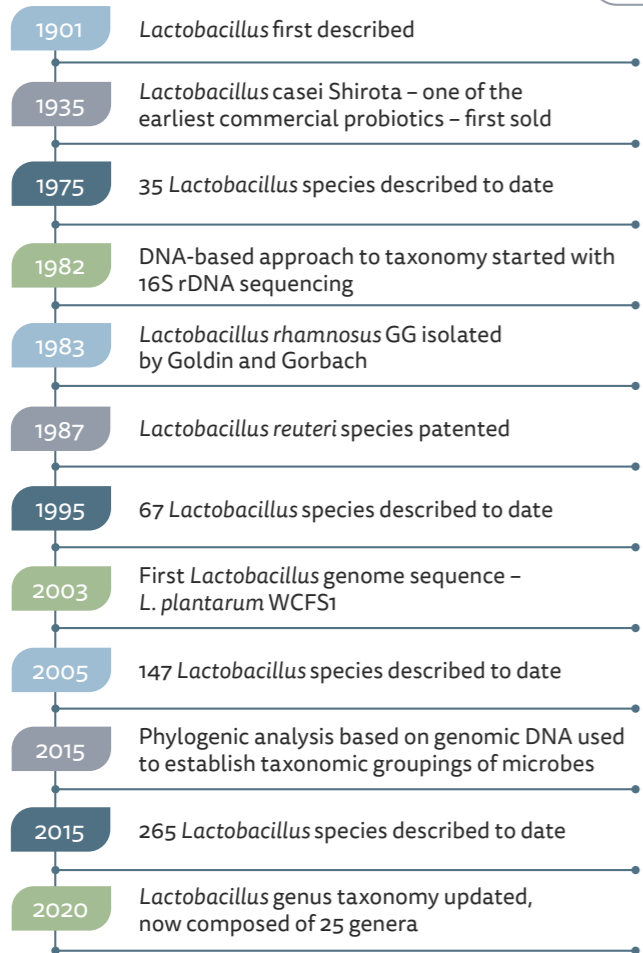 1901
Lactobacillus first described
1935
Lactobacillus casei Shirota – one of the
earliest commercial probiotics – first sold
1975
35 Lactobacillus species described to date
1982
DNA-based approach to taxonomy started with
16S rDNA sequencing
1983
Lactobacillus rhamnosus GG isolated
by Goldin and Gorbach
1987
Lactobacillus reuteri species patented
1995
67 Lactobacillus species described to date
2003
First Lactobacillus genome sequence –
L. plantarum WCFS1
2005
147 Lactobacillus species described to date
2015
Phylogenic analysis based on genomic DNA used
to establish taxonomic groupings of microbes
2015
265 Lactobacillus species described to date
2020
Lactobacillus genus taxonomy updated,
now composed of 25 genera